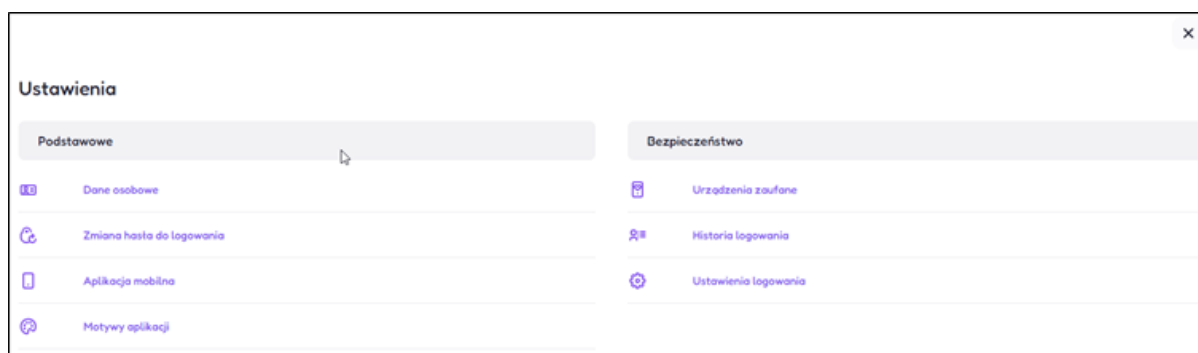 Ustawienia
Podstawowe
Dane osobowe
Zmiana hasła do logowania
Aplikacja mobilna
Motywy aplikacji
Bezpieczeństwo
Urządzenia zaufane
Historia logowania
Ustawienia logowania